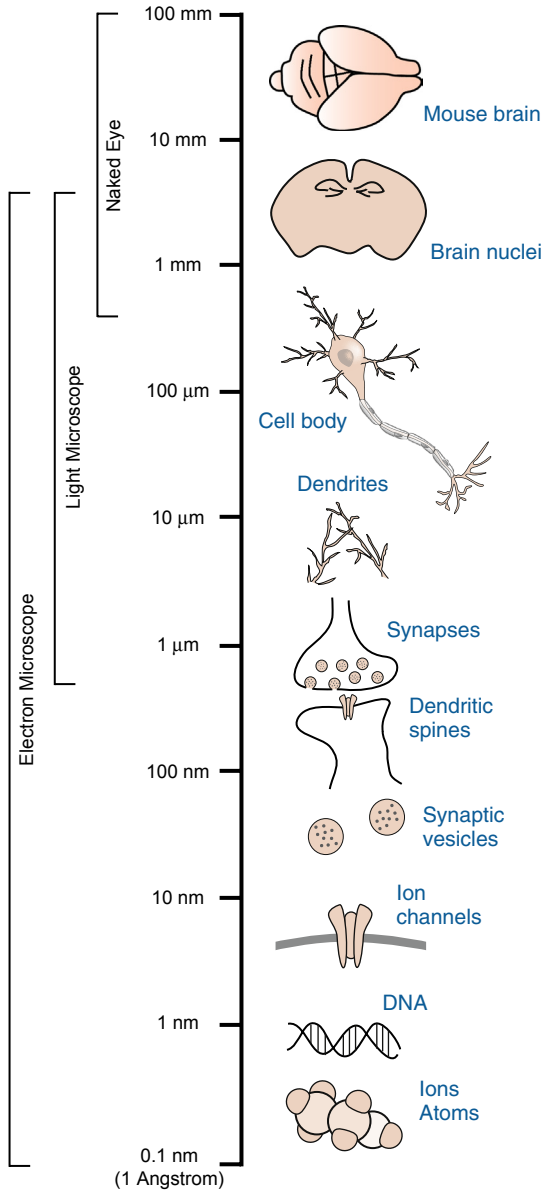 100 mm
Mouse brain
10 mm
Naked Eye
Brain nuclei
1 mm
100 μm
Cell body
Light Microscope
Dendrites
10 μm
Electron Microscope
Synapses
1 μm
Dendritic
spines
100 nm
Synaptic
vesicles
10 nm
Ion
channels
DNA
1 nm
Ions
Atoms
0.1 nm
(1 Angstrom)